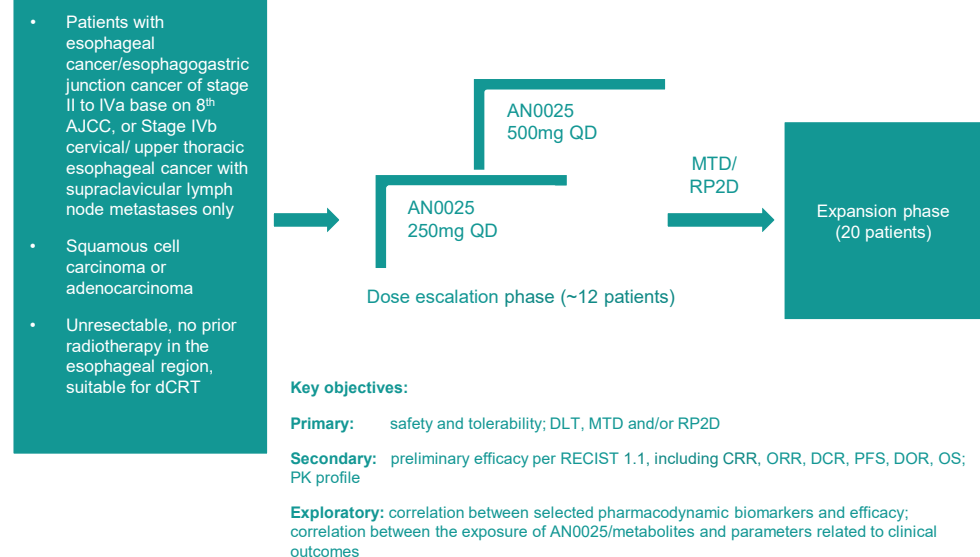 • Patients with
esophageal
cancer/esophagogastric
junction cancer of stage
II to IVa base on 8th
AJCC, or Stage IVb
cervical/ upper thoracic
esophageal cancer with
supraclavicular lymph
node metastases only
• Squamous cell
carcinoma or
adenocarcinoma
• Unresectable, no prior
radiotherapy in the
esophageal region,
suitable for dCRT
AN0025
500mg QD
AN0025
250mg QD
Dose escalation phase (~12 patients)
MTD/
RP2D
Expansion phase
(20 patients)
Key objectives:
Primary: safety and tolerability; DLT, MTD and/or RP2D
Secondary: preliminary efficacy per RECIST 1.1, including CRR, ORR, DCR, PFS, DOR, OS;
PK profile
Exploratory: correlation between selected pharmacodynamic biomarkers and efficacy;
correlation between the exposure of AN0025/metabolites and parameters related to clinical
outcomes